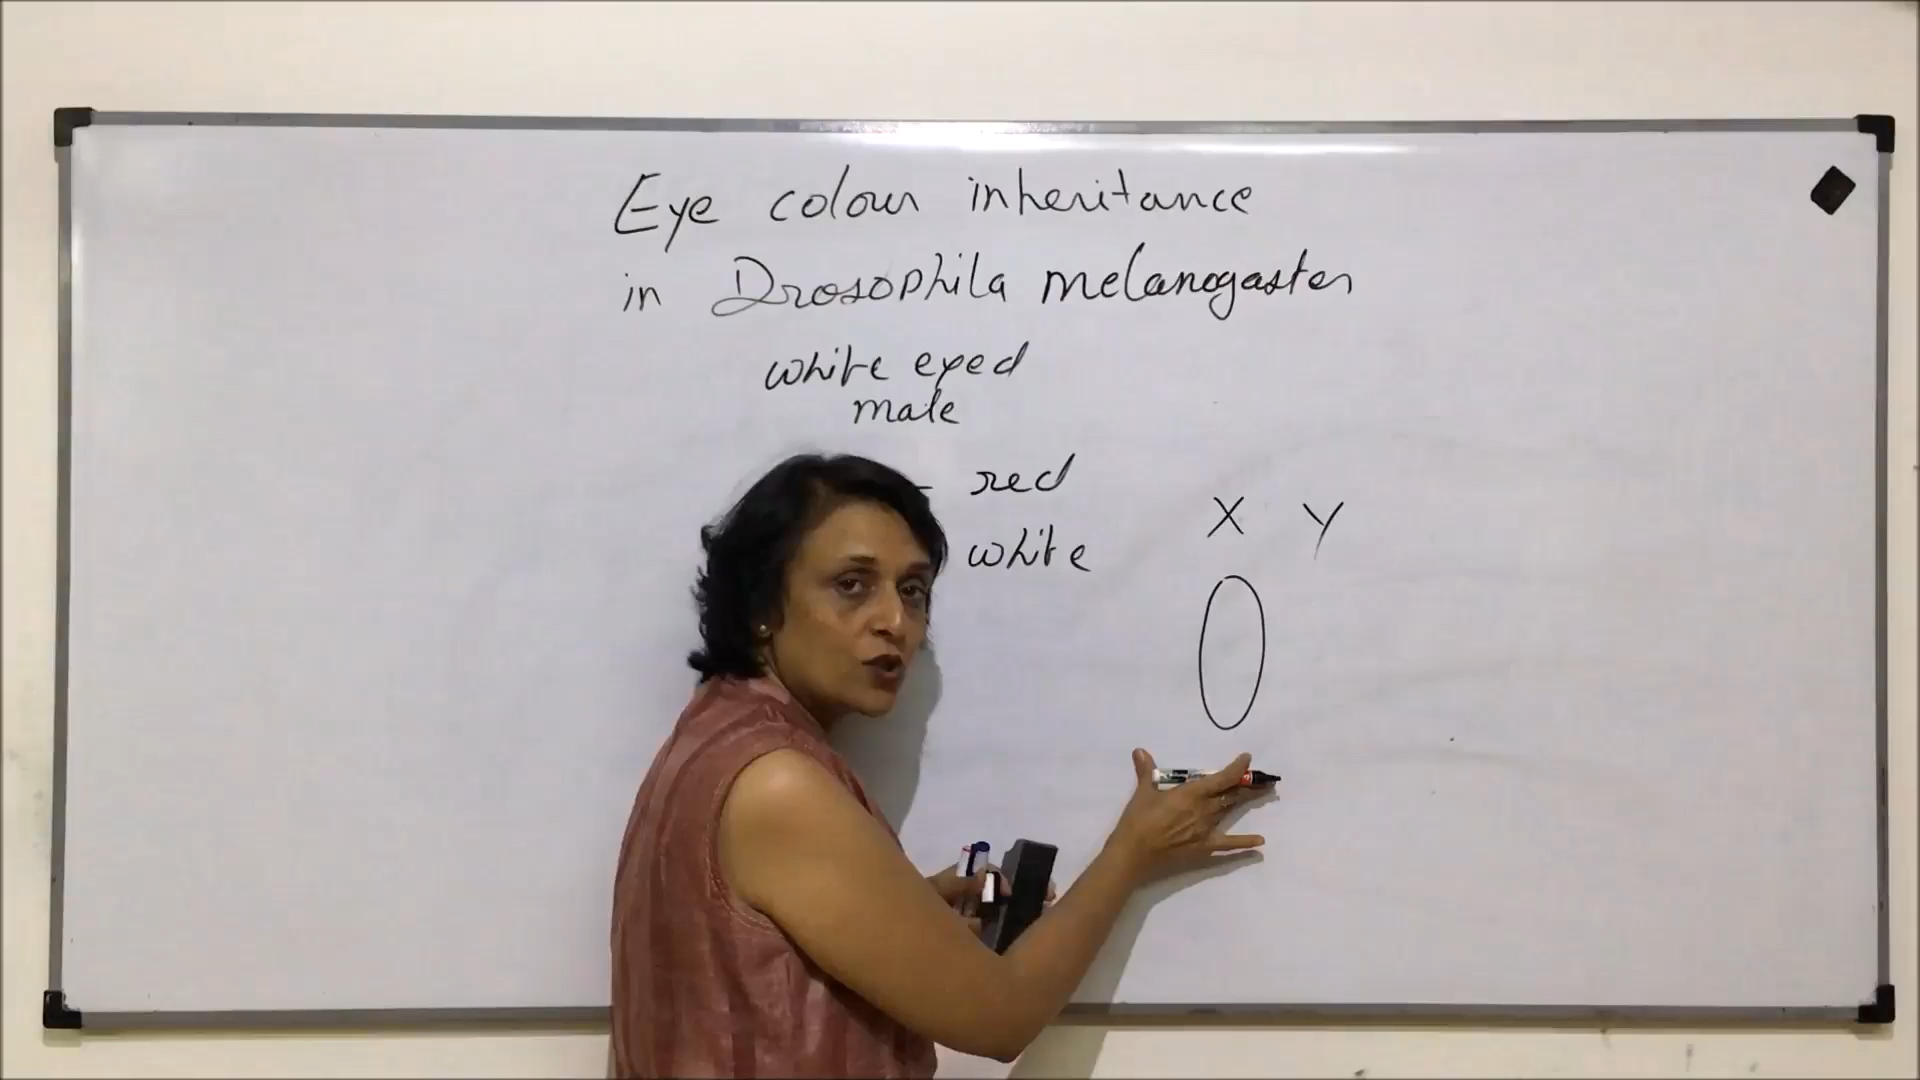 Eye colour inheritance
in Drosophila melanogaster
white eyed
male
- red
white
X Y